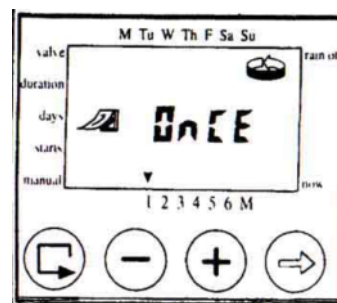 M Tu W Th F Sa Su
valve
rain of
duration
days
OnCE
starts
manual
now
1 2 3 4 5 6 M